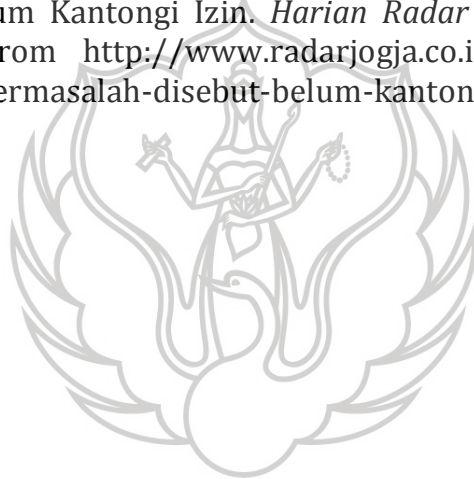 um Kantongi Izin. Harian Radar
rom http://www.radarjogja.co.i
ermasalah-disebut-belum-kanton